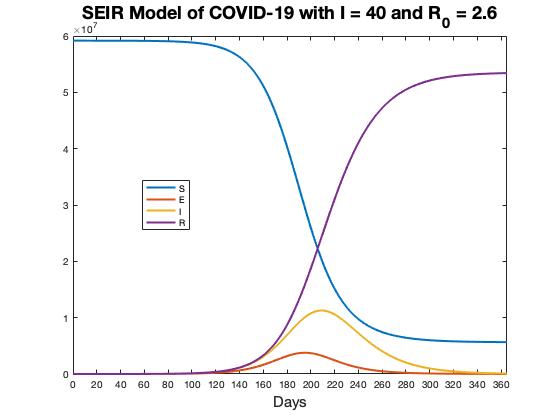 SEIR Model of COVID-19 with I = 40 and R0 = 2.6
×10^7
6
5
4
3
2
1
0
S
E
I
R
0 20 40 60 80 100 120 140 160 180 200 220 240 260 280 300 320 340 360
Days